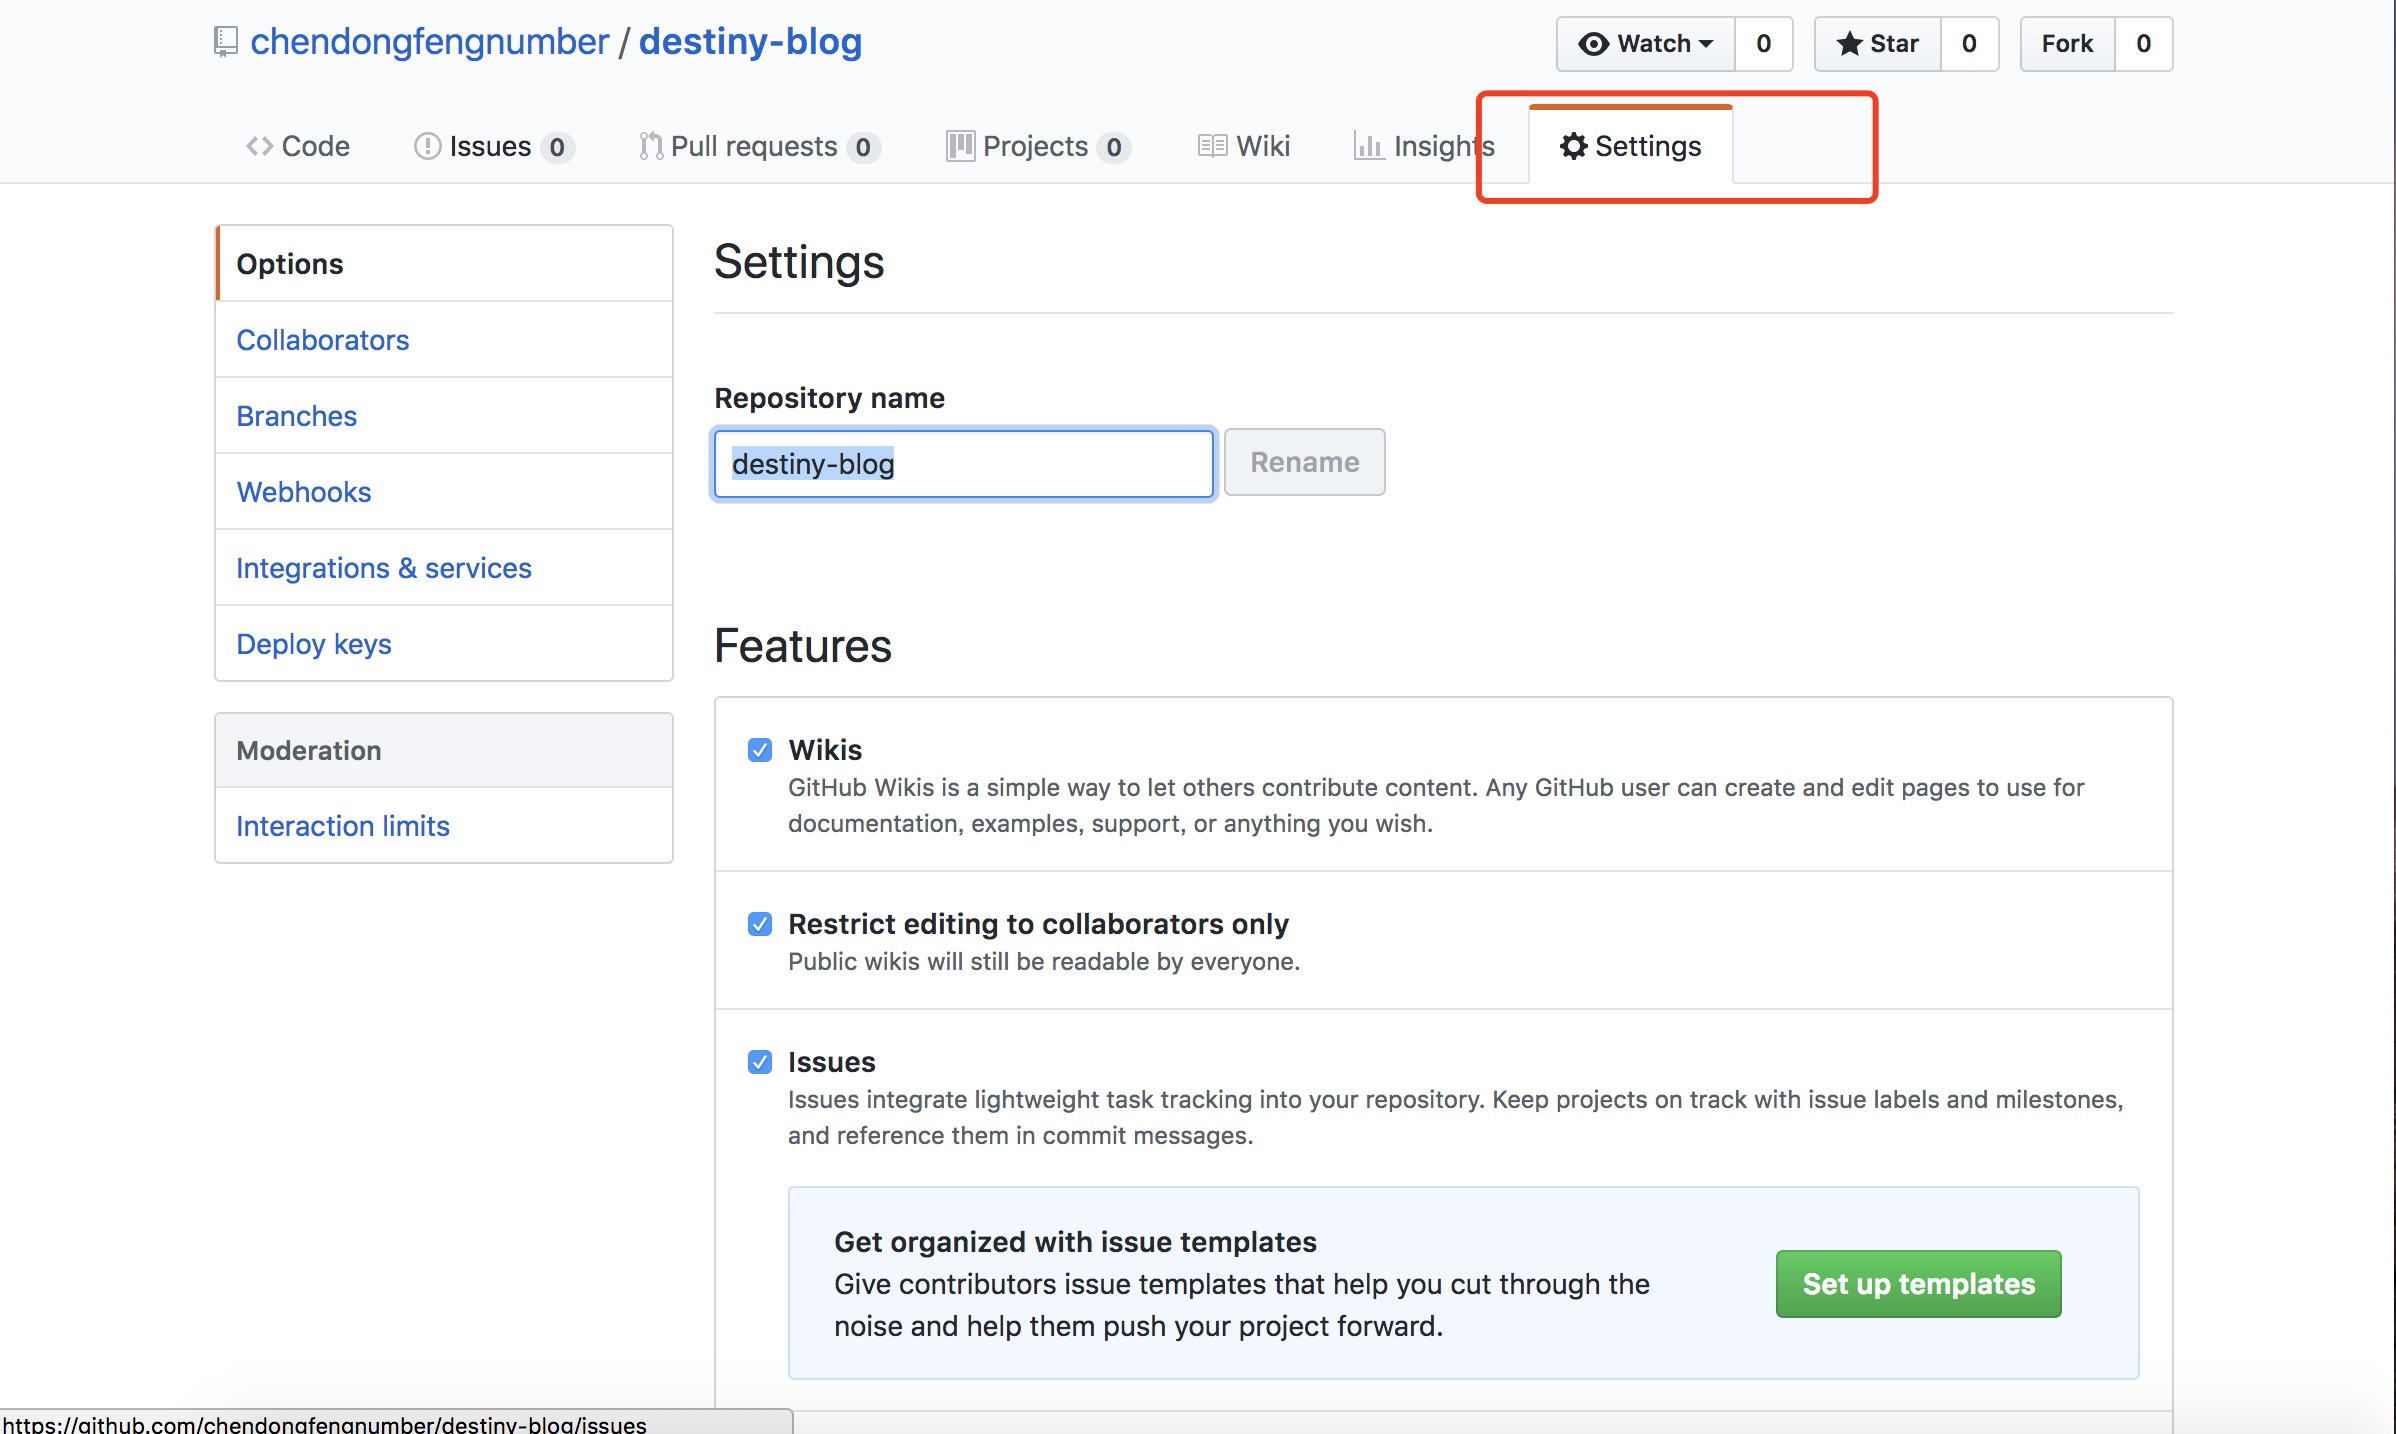 chendongfengnumber / destiny-blog
Watch 0 Star 0 Fork 0
Code Issues 0 Pull requests 0 Projects 0 Wiki Insights Settings
Options
Collaborators
Branches
Webhooks
Integrations & services
Deploy keys
Moderation
Interaction limits
Settings
Repository name
destiny-blog Rename
Features
Wikis
GitHub Wikis is a simple way to let others contribute content. Any GitHub user can create and edit pages to use for
documentation, examples, support, or anything you wish.
Restrict editing to collaborators only
Public wikis will still be readable by everyone.
Issues
Issues integrate lightweight task tracking into your repository. Keep projects on track with issue labels and milestones,
and reference them in commit messages.
Get organized with issue templates
Give contributors issue templates that help you cut through the
noise and help them push your project forward.
Set up templates
https://github.com/chendongfengnumber/destiny-blog/issues